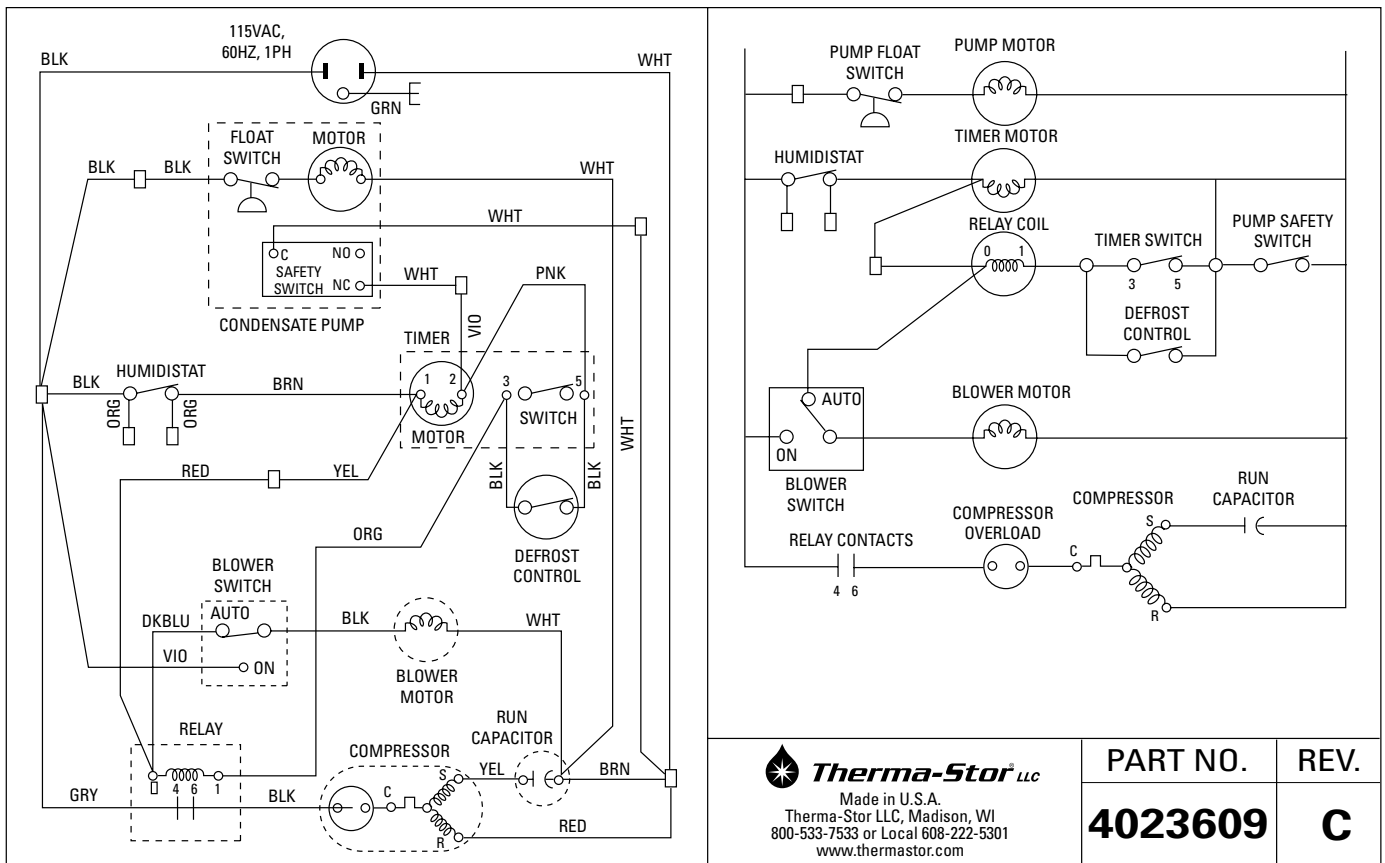 115VAC,
60HZ, 1PH
BLK
WHT
GRN
FLOAT
SWITCH
MOTOR
BLK
BLK
WHT
WHT
C
NO
SAFETY
SWITCH
NC
WHT
PNK
CONDENSATE PUMP
VIO
TIMER
HUMIDISTAT
BLK
BRN
1
2
3
5
ORG
ORG
MOTOR
SWITCH
WHT
RED
YEL
BLK
BLK
ORG
DEFROST
CONTROL
BLOWER
SWITCH
AUTO
DKBLU
BLK
WHT
VIO
ON
BLOWER
MOTOR
RELAY
COMPRESSOR
RUN
CAPACITOR
0
4
6
1
S
YEL
BRN
GRY
BLK
C
R
RED
PUMP FLOAT
SWITCH
PUMP MOTOR
TIMER MOTOR
HUMIDISTAT
RELAY COIL
0
1
TIMER SWITCH
PUMP SAFETY
SWITCH
3
5
DEFROST
CONTROL
AUTO
BLOWER MOTOR
ON
BLOWER
SWITCH
RELAY CONTACTS
COMPRESSOR
OVERLOAD
COMPRESSOR
RUN
CAPACITOR
S
C
4
6
R
Therma-Stor LLC
Made in U.S.A.
Therma-Stor LLC, Madison, WI
800-533-7533 or Local 608-222-5301
www.thermastor.com
PART NO.
REV.
4023609
C